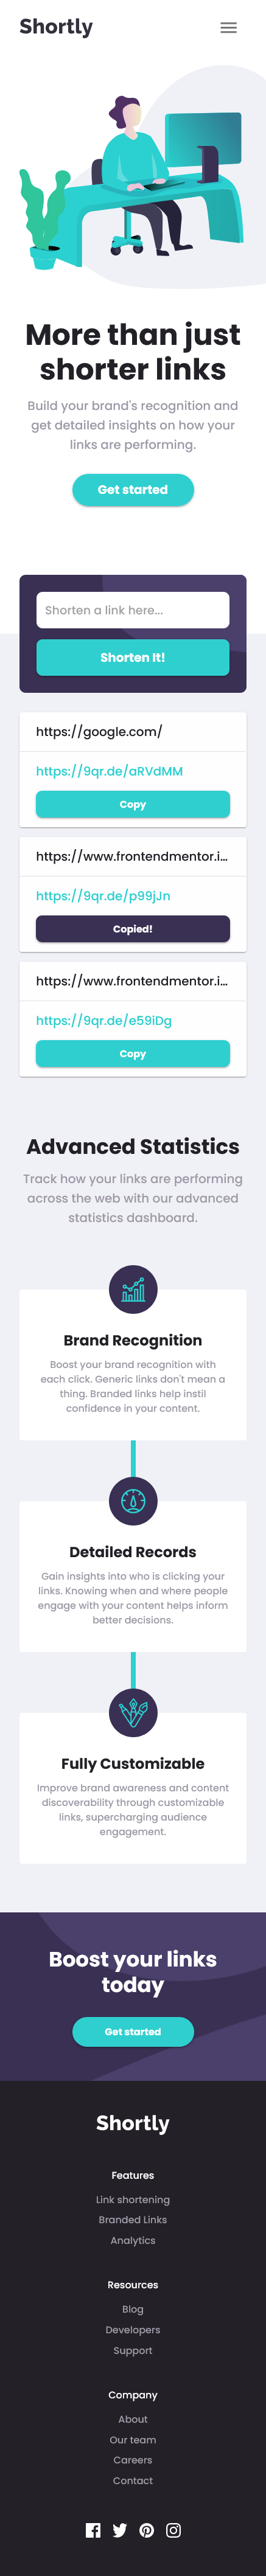 Shortly
More than just
shorter links
Build your brand's recognition and
get detailed insights on how your
links are performing.
Get started
Shorten a link here...
Shorten It!
https://google.com/
https://9qr.de/aRVdMM
Copy
https://www.frontendmentor.i...
https://9qr.de/p99jJn
Copied!
https://www.frontendmentor.i...
https://9qr.de/e59iDg
Copy
Advanced Statistics
Track how your links are performing
across the web with our advanced
statistics dashboard.
Brand Recognition
Boost your brand recognition with
each click. Generic links don't mean a
thing. Branded links help instil
confidence in your content.
Detailed Records
Gain insights into who is clicking your
links. Knowing when and where people
engage with your content helps inform
better decisions.
Fully Customizable
Improve brand awareness and content
discoverability through customizable
links, supercharging audience
engagement.
Boost your links
today
Get started
Shortly
Features
Link shortening
Branded Links
Analytics
Resources
Blog
Developers
Support
Company
About
Our team
Careers
Contact